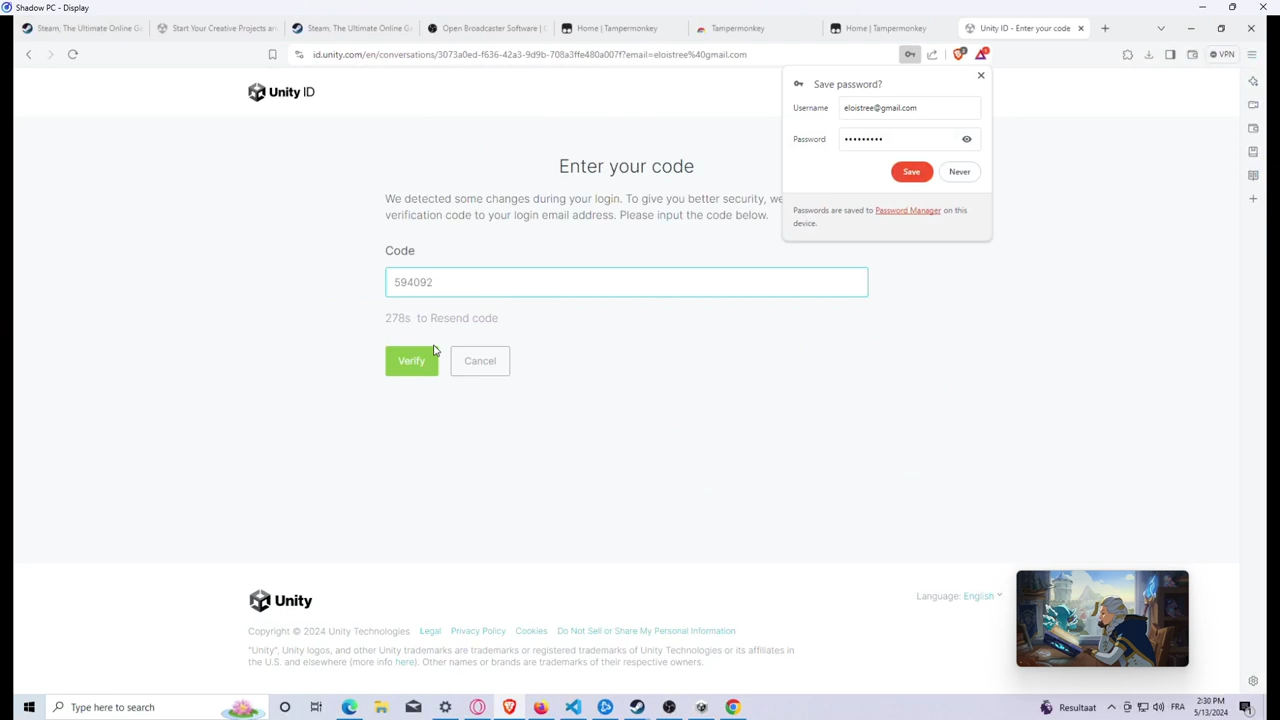 Shadow PC - Display
Steam, The Ultimate Online G
Start Your Creative Projects an
Steam, The Ultimate Online G
Open Broadcaster Software | C
Home | Tampermonkey
Tampermonkey
Home | Tampermonkey
Unity ID - Enter your code
id.unity.com/en/conversations/3073a0ed-f636-42a3-9d9b-708a3ffe480a007f?email=eloistree%40gmail.com
VPN
Unity ID
Save password?
Username
eloistree@gmail.com
Password
•••••••••
Save
Never
Passwords are saved to Password Manager on this
device.
Enter your code
We detected some changes during your login. To give you better security, we
verification code to your login email address. Please input the code below.
Code
594092
278s to Resend code
Verify
Cancel
Unity
Language: English
Copyright © 2024 Unity Technologies Legal Privacy Policy Cookies Do Not Sell or Share My Personal Information
"Unity", Unity logos, and other Unity trademarks are trademarks or registered trademarks of Unity Technologies or its affiliates in
the U.S. and elsewhere (more info here). Other names or brands are trademarks of their respective owners.
Type here to search
Resultaat
FRA
2:30 PM
5/13/2024